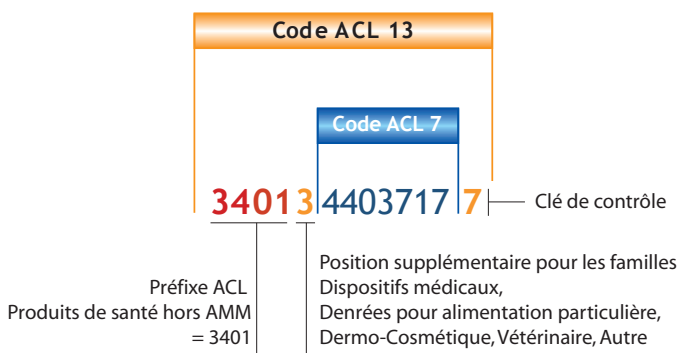 Code ACL 13
Code ACL 7
3401 3 4403717 7
Clé de contrôle
Préfixe ACL
Produits de santé hors AMM
= 3401
Position supplémentaire pour les familles
Dispositifs médicaux,
Denrées pour alimentation particulière,
Dermo-Cosmétique, Vétérinaire, Autre